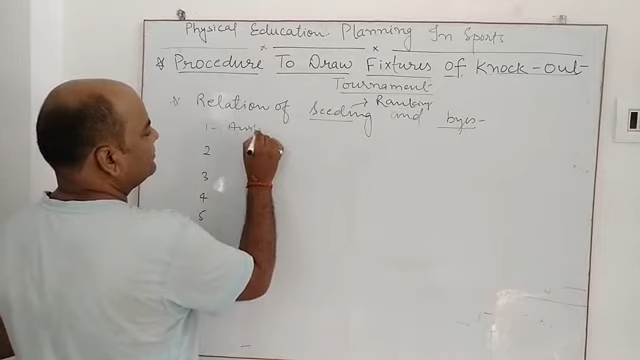 Physical Education Planning In Sports
* Procedure To Draw Fixtures of Knock-Out-
Tournament-
* Relation of Seeding → and byes-
1-
2
3
4
5